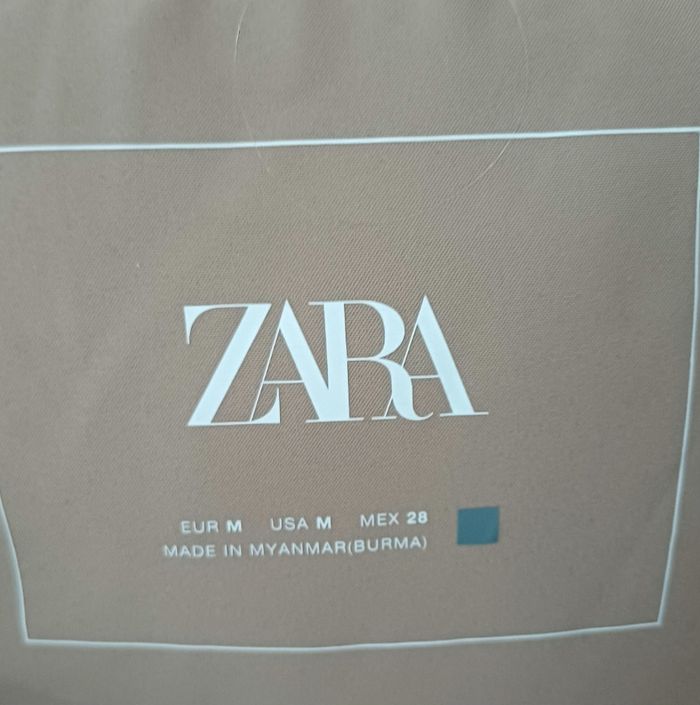 ZARA
EUR M USA M MEX 28
MADE IN MYANMAR(BURMA)